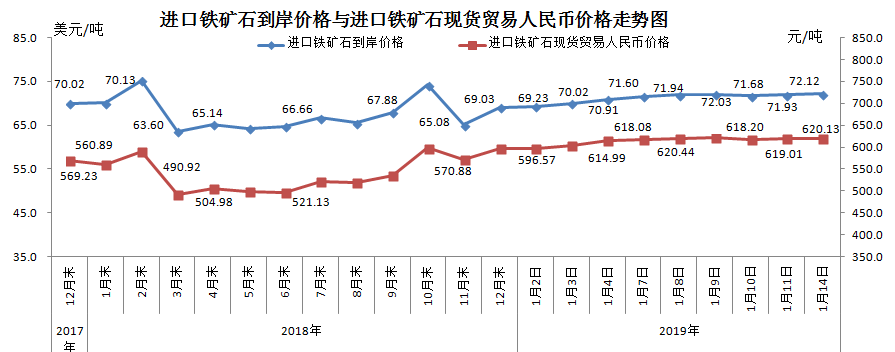 进口铁矿石到岸价格与进口铁矿石现货贸易人民币价格走势图
美元/吨
元/吨
进口铁矿石到岸价格
进口铁矿石现货贸易人民币价格
85.0
75.0
65.0
55.0
45.0
35.0
850.00
800.00
750.00
700.00
650.00
600.00
550.00
500.00
450.00
400.00
350.00
70.02
70.13
63.60
65.14
66.66
67.88
65.08
69.03
69.23
70.02
70.91
71.60
71.94
72.03
71.68
71.93
72.12
569.23
560.89
490.92
504.98
521.13
570.88
596.57
614.99
618.08
620.44
618.20
619.01
620.13
12月末
1月末
2月末
3月末
4月末
5月末
6月末
7月末
8月末
9月末
10月末
11月末
12月末
1月2日
1月3日
1月4日
1月7日
1月8日
1月9日
1月10日
1月11日
1月14日
2017
年
2018年
2019年